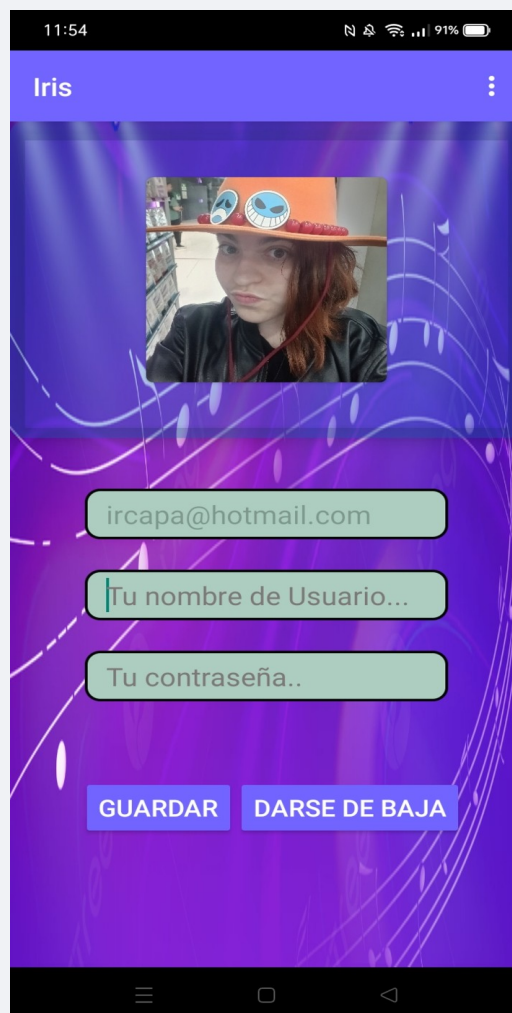 11:54
91%
Iris
ircapa@hotmail.com
Tu nombre de Usuario...
Tu contraseña..
GUARDAR
DARSE DE BAJA